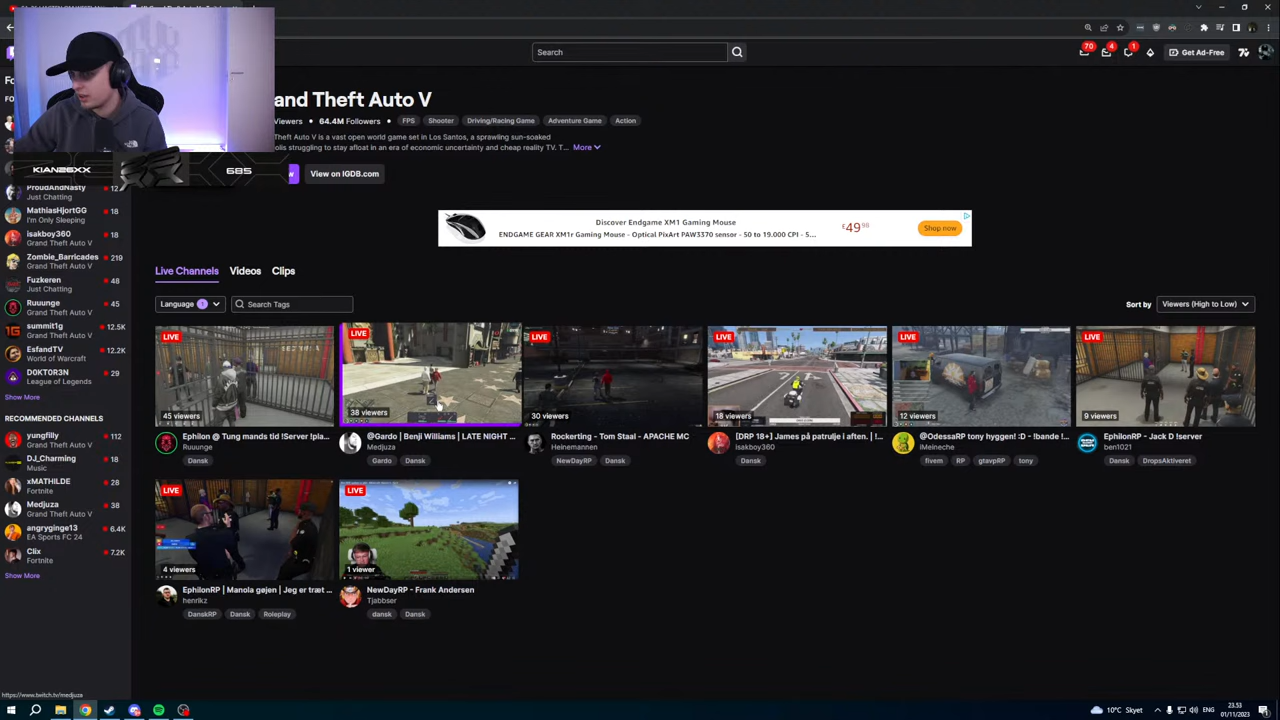 Search
70
4
1
Get Ad-Free
and Theft Auto V
Viewers • 64.4M Followers • FPS Shooter Driving/Racing Game Adventure Game Action
Theft Auto V is a vast open world game set in Los Santos, a sprawling sun-soaked
olis struggling to stay afloat in an era of economic uncertainty and cheap reality TV. T... More
KIAN26XX
685
View on IGDB.com
ProudAndNasty 12
Just Chatting
MathiasHjortGG 18
I'm Only Sleeping
isakboy360 18
Grand Theft Auto V
Zombie_Barricades 219
Grand Theft Auto V
Fuzkeren 48
Just Chatting
Ruuunge 45
Grand Theft Auto V
summit1g 12.5K
Grand Theft Auto V
EsfandTV 12.2K
World of Warcraft
D0KT0R3N 29
League of Legends
Show More
RECOMMENDED CHANNELS
yungfilly 112
Grand Theft Auto V
DJ_Charming 18
Music
xMATHILDE 28
Fortnite
Medjuza 38
Grand Theft Auto V
angryginge13 6.4K
EA Sports FC 24
Clix 7.2K
Fortnite
Show More
Discover Endgame XM1 Gaming Mouse
ENDGAME GEAR XM1r Gaming Mouse - Optical PixArt PAW3370 sensor - 50 to 19.000 CPI - 5...
£49.98
Shop now
Live Channels Videos Clips
Language 1
Search Tags
Sort by Viewers (High to Low)
LIVE
45 viewers
Ephilon @ Tung mands tid !Server !pla...
Ruuunge
Dansk
LIVE
38 viewers
@Gardo | Benji Williams | LATE NIGHT ...
Medjuza
Gardo Dansk
LIVE
30 viewers
Rockerting - Tom Staal - APACHE MC
Heinemannen
NewDayRP Dansk
LIVE
18 viewers
[DRP 18+] James på patrulje i aften. | !...
isakboy360
Dansk
LIVE
12 viewers
@OdessaRP tony hyggen! :D - !bande !...
iMeineche
fivem RP gtavpRP tony
LIVE
9 viewers
EphilonRP - Jack D !server
ben1021
Dansk DropsAktiveret
LIVE
4 viewers
EphilonRP | Manola gøjen | Jeg er træt ...
henrikz
DanskRP Dansk Roleplay
LIVE
1 viewer
NewDayRP - Frank Andersen
Tjabbser
dansk Dansk
https://www.twitch.tv/medjuza
10°C Skyet
23.53
01/11/2023